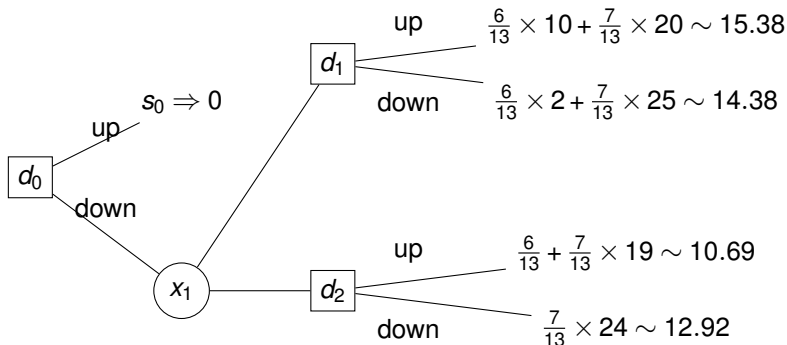 up
6/13 × 10 + 7/13 × 20 ∼ 15.38
d₁
s₀ ⇒ 0
down
6/13 × 2 + 7/13 × 25 ∼ 14.38
up
d₀
down
up
6/13 + 7/13 × 19 ∼ 10.69
x₁
d₂
down
7/13 × 24 ∼ 12.92